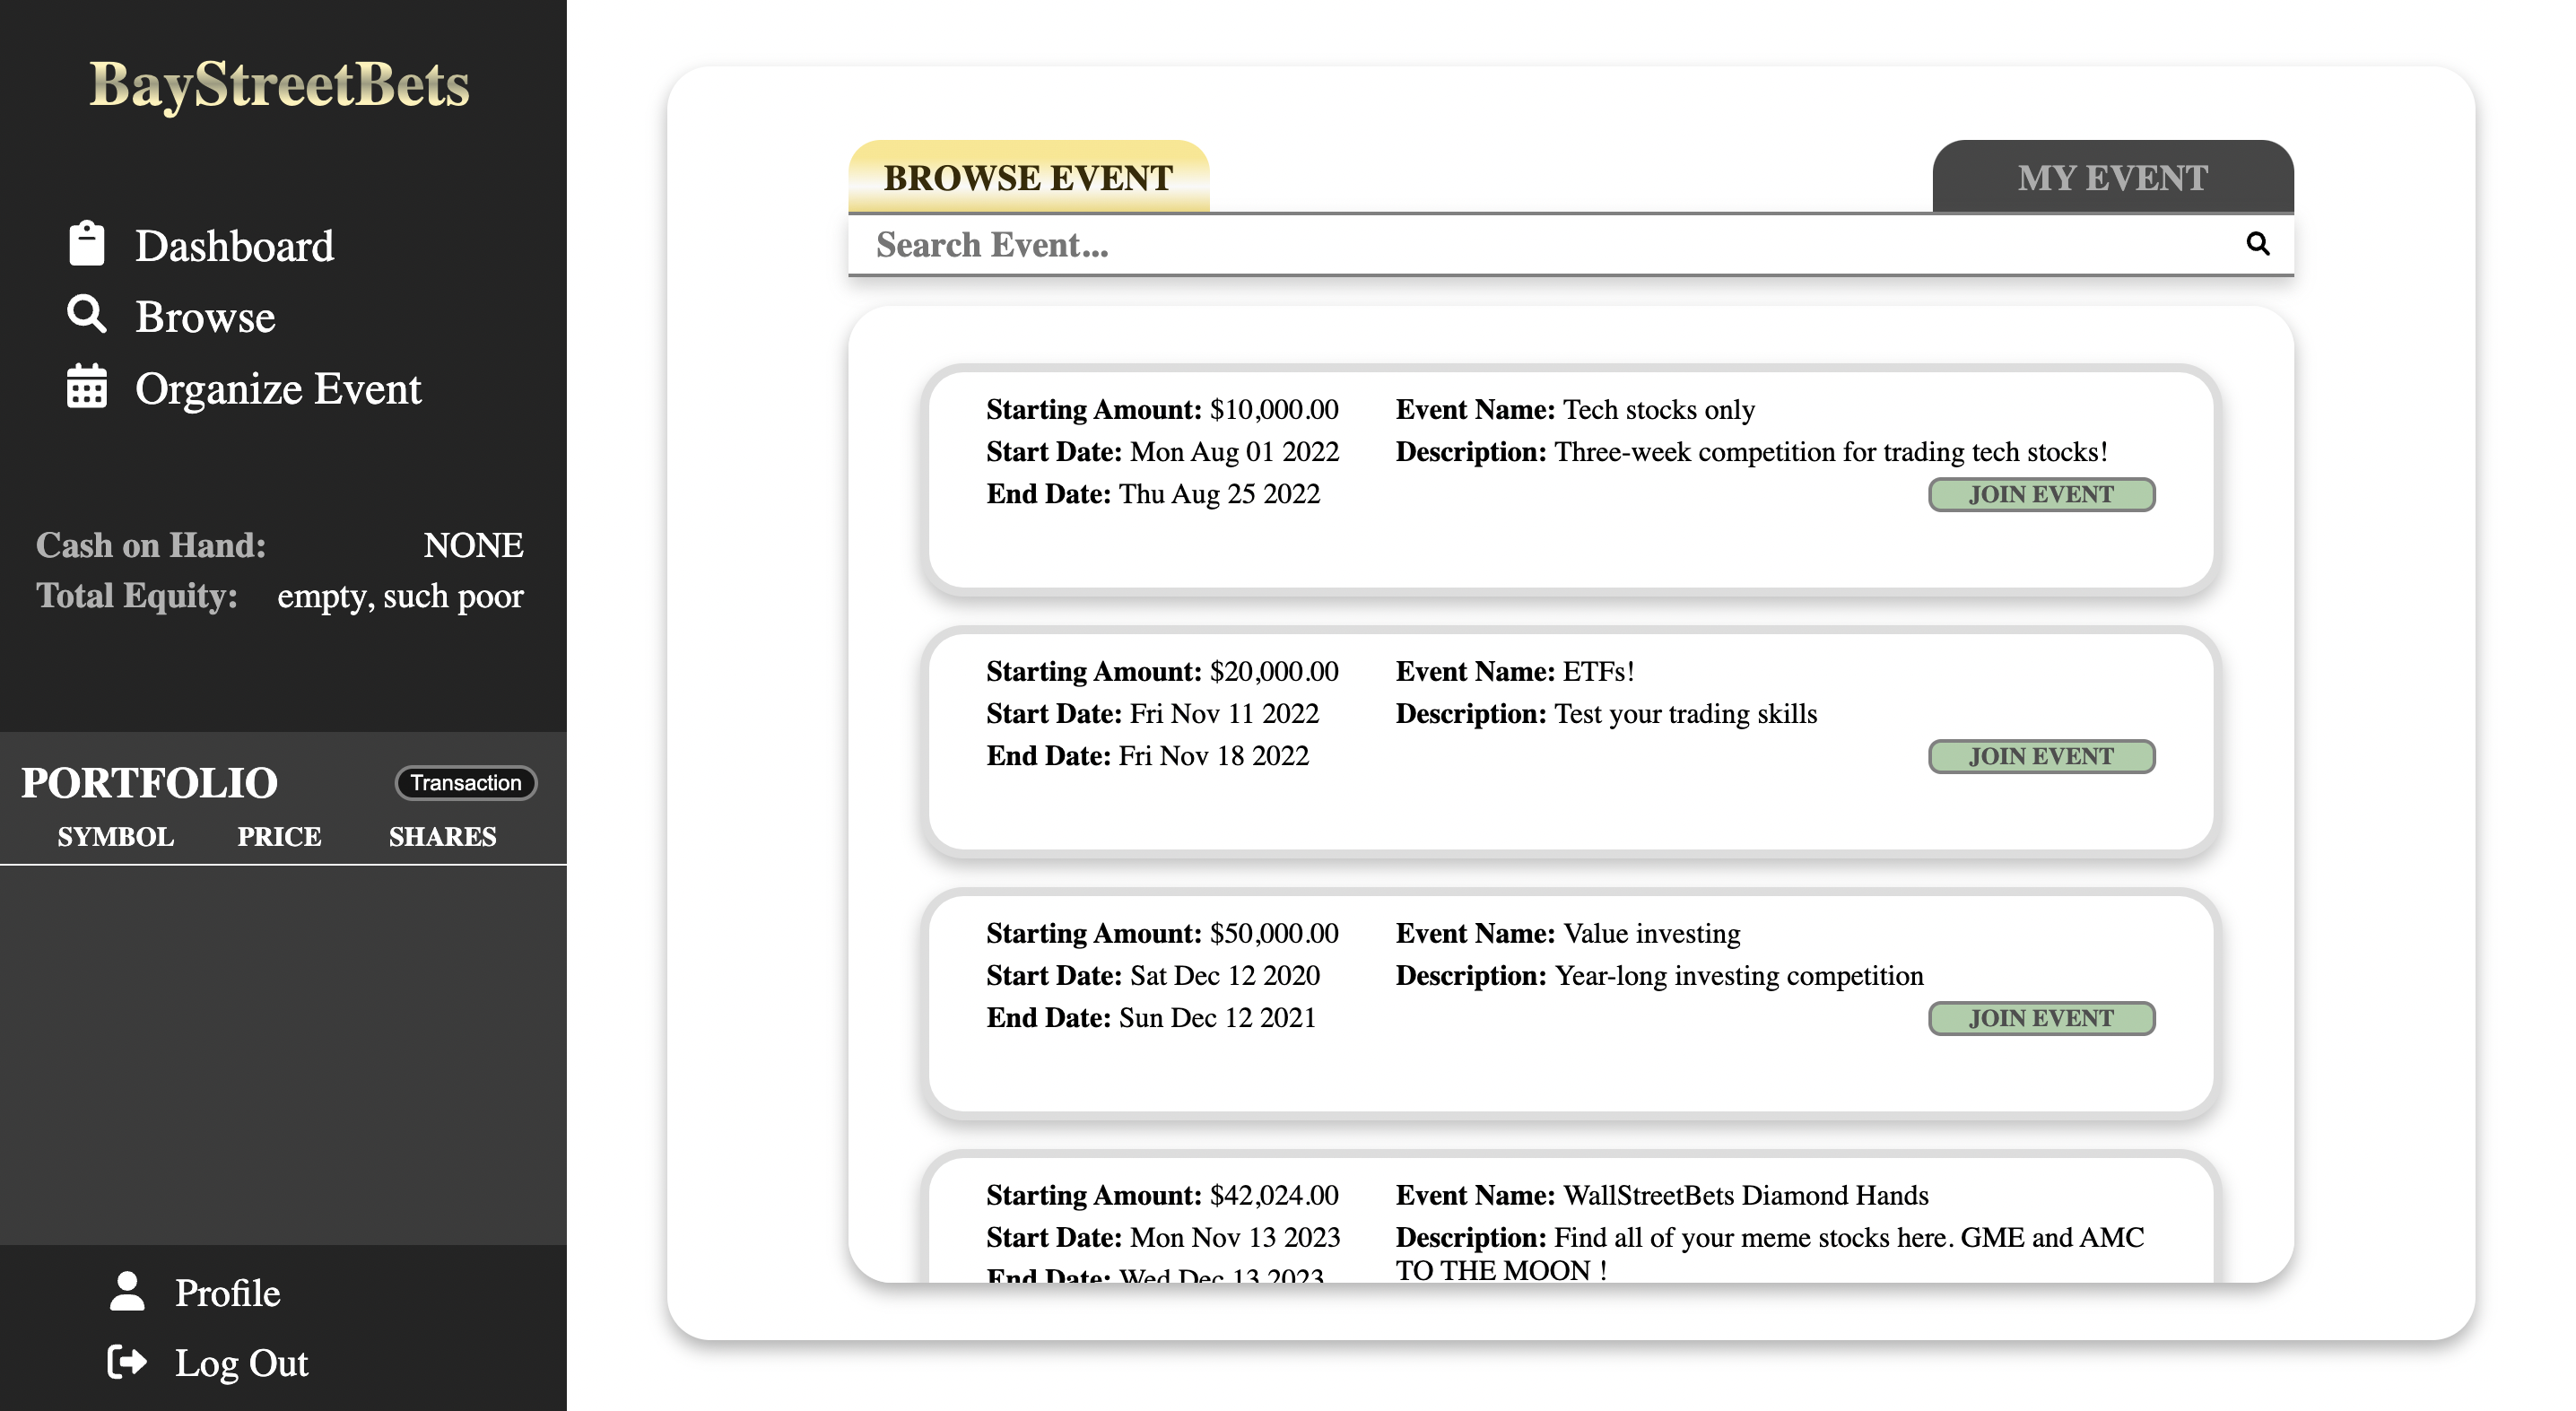 BayStreetBets
Dashboard
Browse
Organize Event
Cash on Hand: NONE
Total Equity: empty, such poor
PORTFOLIO Transaction
SYMBOL PRICE SHARES
Profile
Log Out
BROWSE EVENT MY EVENT
Search Event...
Starting Amount: $10,000.00 Event Name: Tech stocks only
Start Date: Mon Aug 01 2022 Description: Three-week competition for trading tech stocks!
End Date: Thu Aug 25 2022 JOIN EVENT
Starting Amount: $20,000.00 Event Name: ETFs!
Start Date: Fri Nov 11 2022 Description: Test your trading skills
End Date: Fri Nov 18 2022 JOIN EVENT
Starting Amount: $50,000.00 Event Name: Value investing
Start Date: Sat Dec 12 2020 Description: Year-long investing competition
End Date: Sun Dec 12 2021 JOIN EVENT
Starting Amount: $42,024.00 Event Name: WallStreetBets Diamond Hands
Start Date: Mon Nov 13 2023 Description: Find all of your meme stocks here. GME and AMC
End Date: Wed Dec 13 2023 TO THE MOON !